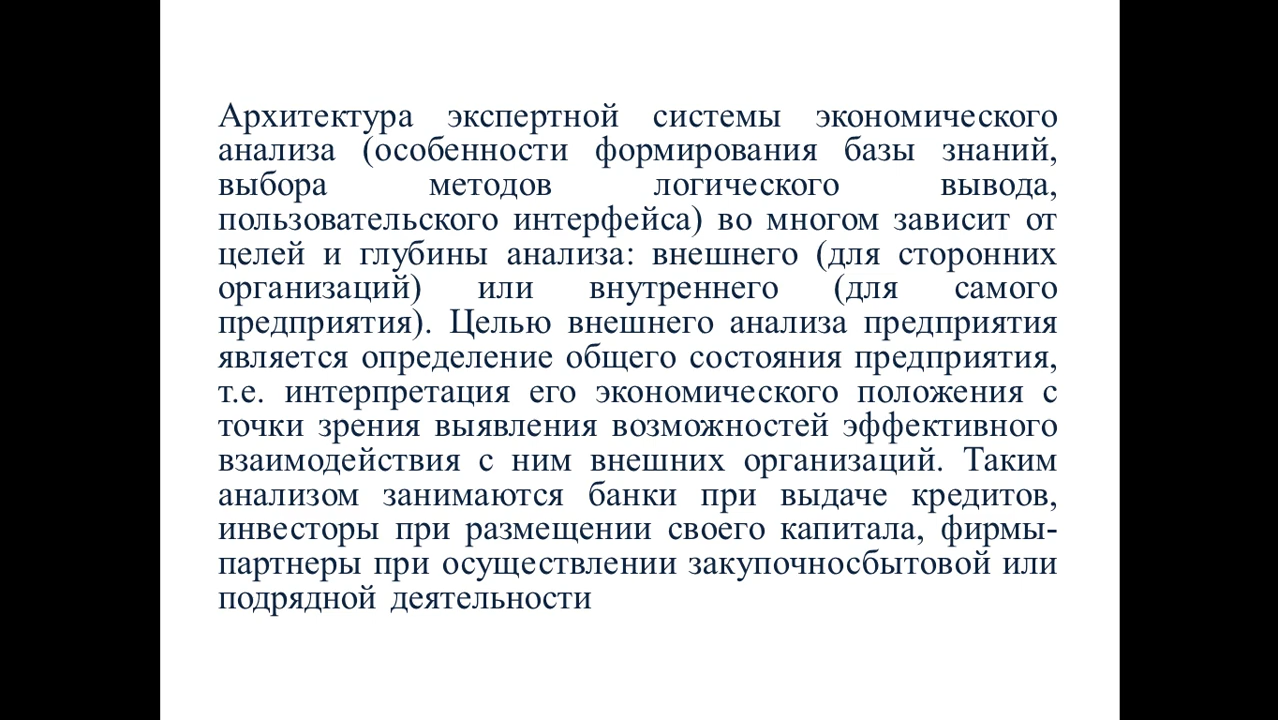 Архитектура экспертной системы экономического
анализа (особенности формирования базы знаний,
выбора методов логического вывода,
пользовательского интерфейса) во многом зависит от
целей и глубины анализа: внешнего (для сторонних
организаций) или внутреннего (для самого
предприятия). Целью внешнего анализа предприятия
является определение общего состояния предприятия,
т.е. интерпретация его экономического положения с
точки зрения выявления возможностей эффективного
взаимодействия с ним внешних организаций. Таким
анализом занимаются банки при выдаче кредитов,
инвесторы при размещении своего капитала, фирмы-
партнеры при осуществлении закупочносбытовой или
подрядной деятельности